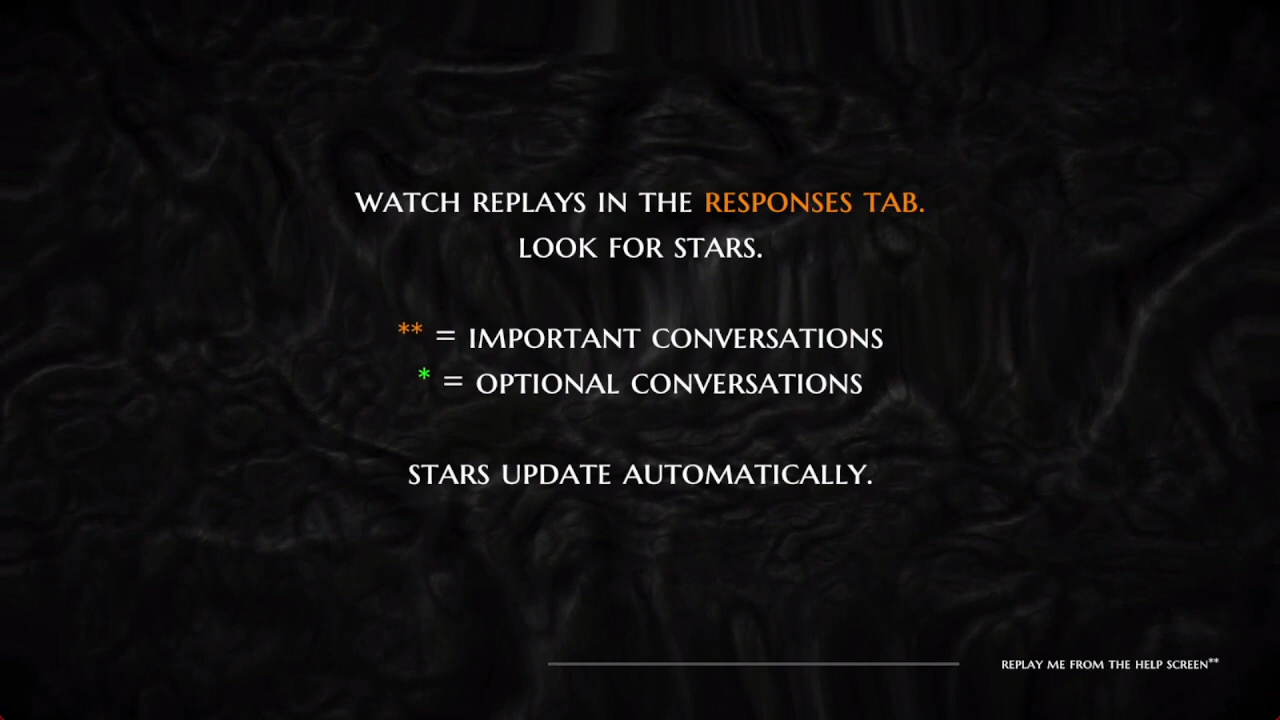 WATCH REPLAYS IN THE RESPONSES TAB.
LOOK FOR STARS.
** = IMPORTANT CONVERSATIONS
* = OPTIONAL CONVERSATIONS
STARS UPDATE AUTOMATICALLY.
REPLAY ME FROM THE HELP SCREEN**